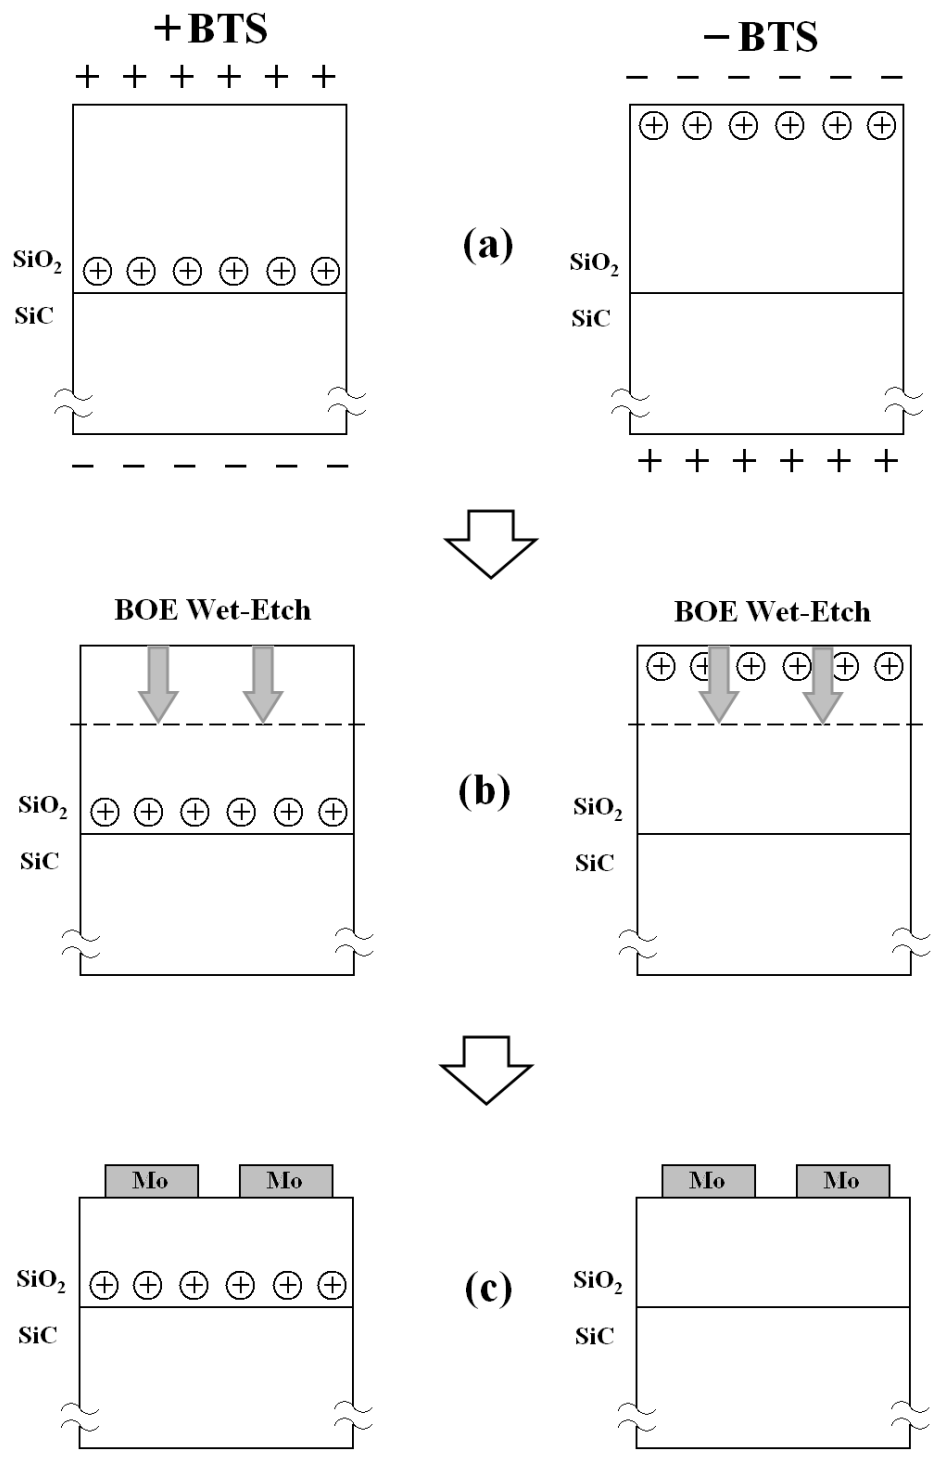 +BTS
−BTS
+ + + + + +
− − − − − −
+ + + + + +
SiO₂
(a)
SiO₂
+ + + + + +
SiC
SiC
− − − − − −
+ + + + + +
BOE Wet-Etch
BOE Wet-Etch
+ + + + + +
SiO₂
(b)
SiO₂
+ + + + + +
SiC
SiC
Mo Mo
Mo Mo
SiO₂
(c)
SiO₂
+ + + + + +
SiC
SiC